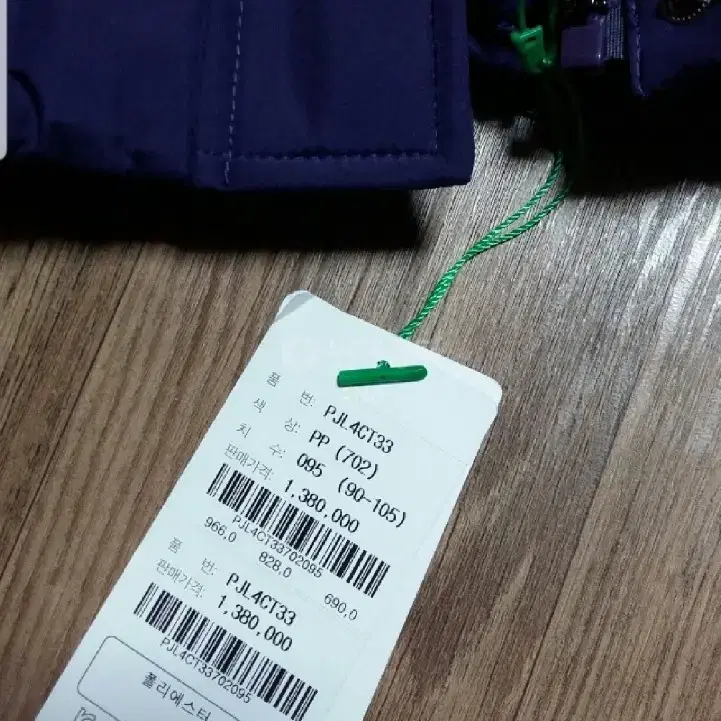 품 번: PJL4CT33
색 상: PP (702)
치 수: 095 (90-105)
판매가격: 1,380,000
PJL4CT33702095
966,0 828,0 690,0
품 번: PJL4CT33
판매가격: 1,380,000
PJL4CT33702095
폴리에스터